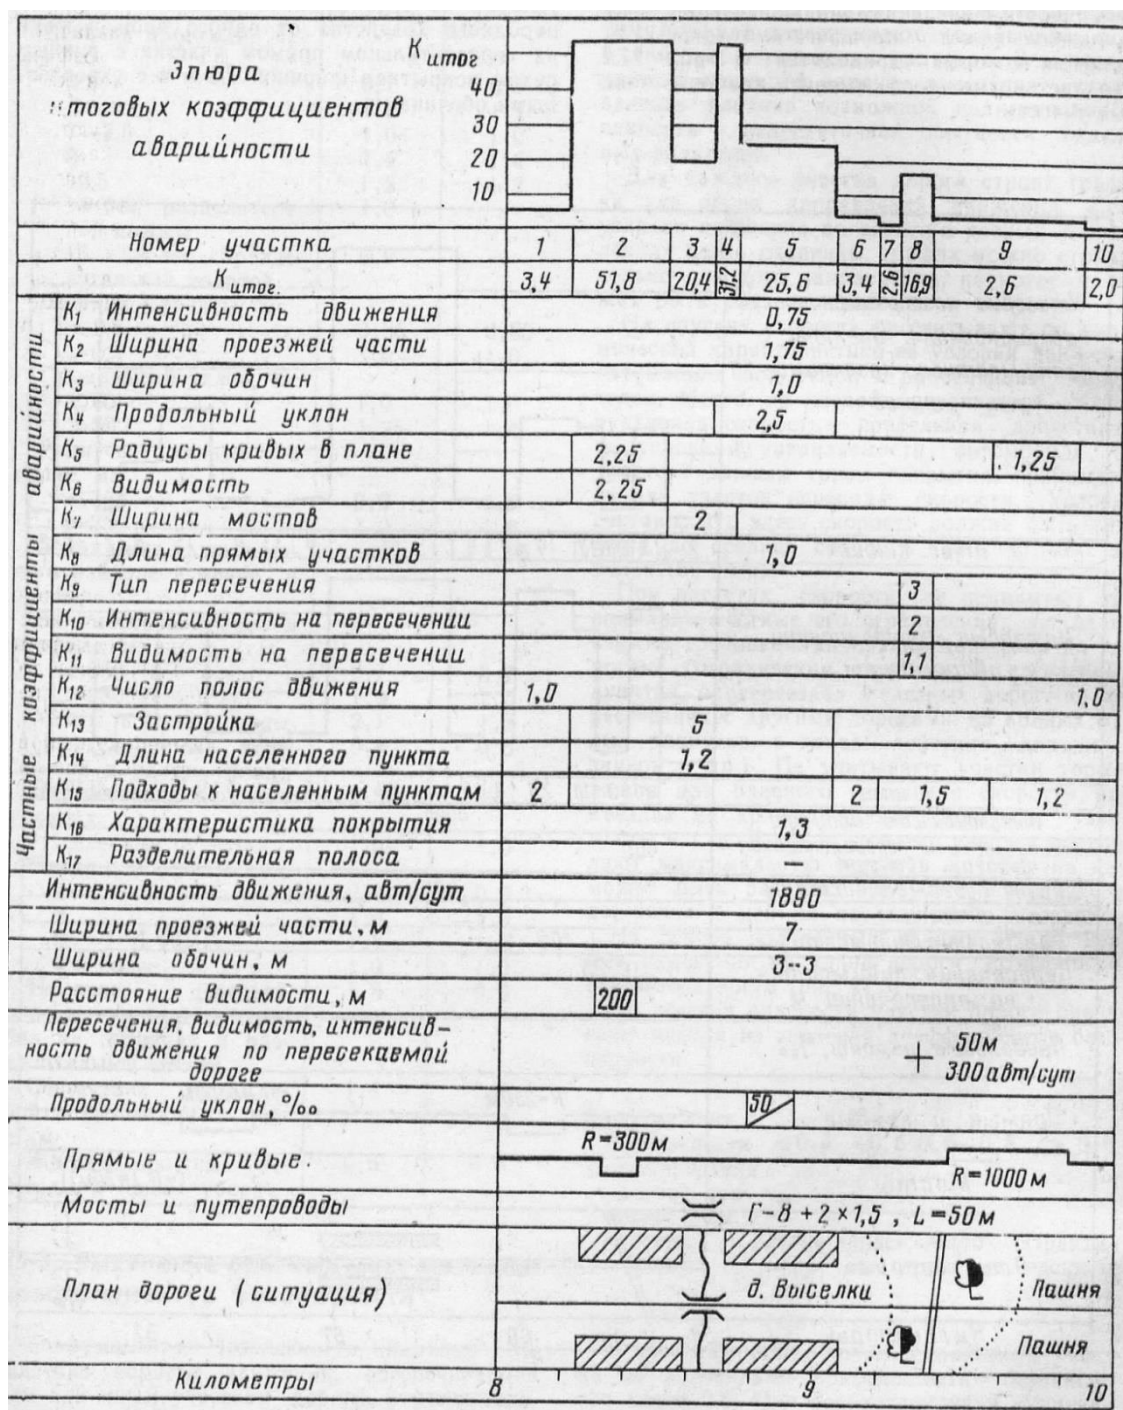 К итог
Эпюра
итоговых коэффициентов
аварийности
40
30
20
10
Номер участка 1 2 3 4 5 6 7 8 9 10
К итог. 3,4 51,8 20,4 31,2 25,6 3,4 2,6 16,9 2,6 2,0
Частные коэффициенты аварийности
К1 Интенсивность движения 0,75
К2 Ширина проезжей части 1,75
К3 Ширина обочин 1,0
К4 Продольный уклон 2,5
К5 Радиусы кривых в плане 2,25 1,25
К6 Видимость 2,25
К7 Ширина мостов 2
К8 Длина прямых участков 1,0
К9 Тип пересечения 3
К10 Интенсивность на пересечении 2
К11 Видимость на пересечении 1,1
К12 Число полос движения 1,0 1,0
К13 Застройка 5
К14 Длина населенного пункта 1,2
К15 Подходы к населенным пунктам 2 2 1,5 1,2
К16 Характеристика покрытия 1,3
К17 Разделительная полоса –
Интенсивность движения, авт/сут 1890
Ширина проезжей части, м 7
Ширина обочин, м 3--3
Расстояние видимости, м 200
Пересечения, видимость, интенсив-
ность движения по пересекаемой
дороге
50м
300 авт/сут
Продольный уклон, ‰ 50
Прямые и кривые. R=300м R=1000м
Мосты и путепроводы Г-8+2×1,5, L=50м
План дороги (ситуация) д. Выселки Пашня
Пашня
Километры 8 9 10